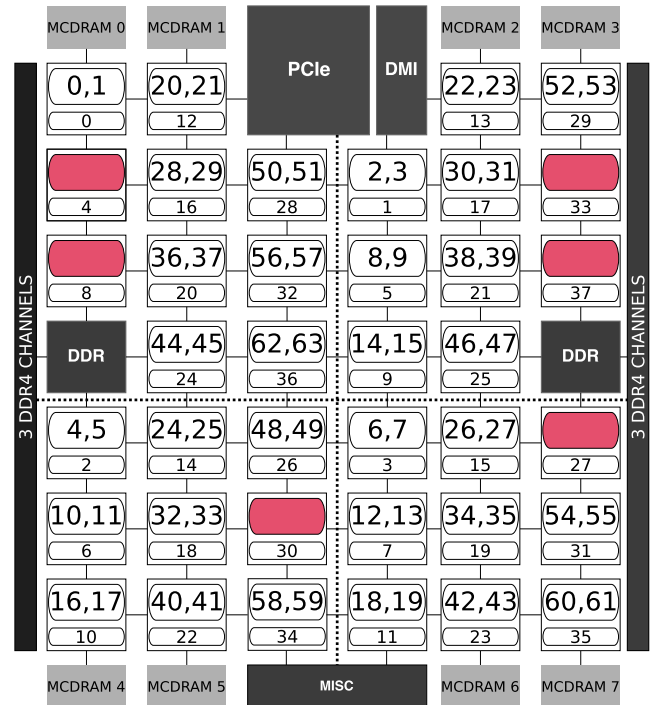 MCDRAM 0 MCDRAM 1 PCIe DMI MCDRAM 2 MCDRAM 3
0,1 20,21 22,23 52,53
0 12 13 29
28,29 50,51 2,3 30,31
4 16 28 1 17 33
36,37 56,57 8,9 38,39
8 20 32 5 21 37
3 DDR4 CHANNELS
3 DDR4 CHANNELS
DDR 44,45 62,63 14,15 46,47 DDR
24 36 9 25
4,5 24,25 48,49 6,7 26,27
2 14 26 3 15 27
10,11 32,33 12,13 34,35 54,55
6 18 30 7 19 31
16,17 40,41 58,59 18,19 42,43 60,61
10 22 34 11 23 35
MCDRAM 4 MCDRAM 5 MISC MCDRAM 6 MCDRAM 7